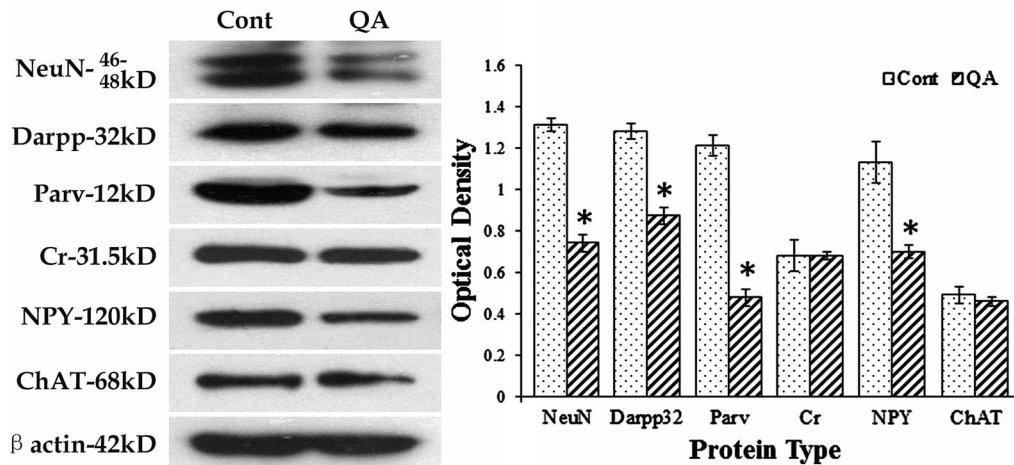 Cont QA
NeuN-46-48kD
Darpp-32kD
Parv-12kD
Cr-31.5kD
NPY-120kD
ChAT-68kD
β actin-42kD
Optical Density
1.6
1.4
1.2
1
0.8
0.6
0.4
0.2
0
Cont QA
*
*
*
*
NeuN Darpp32 Parv Cr NPY ChAT
Protein Type